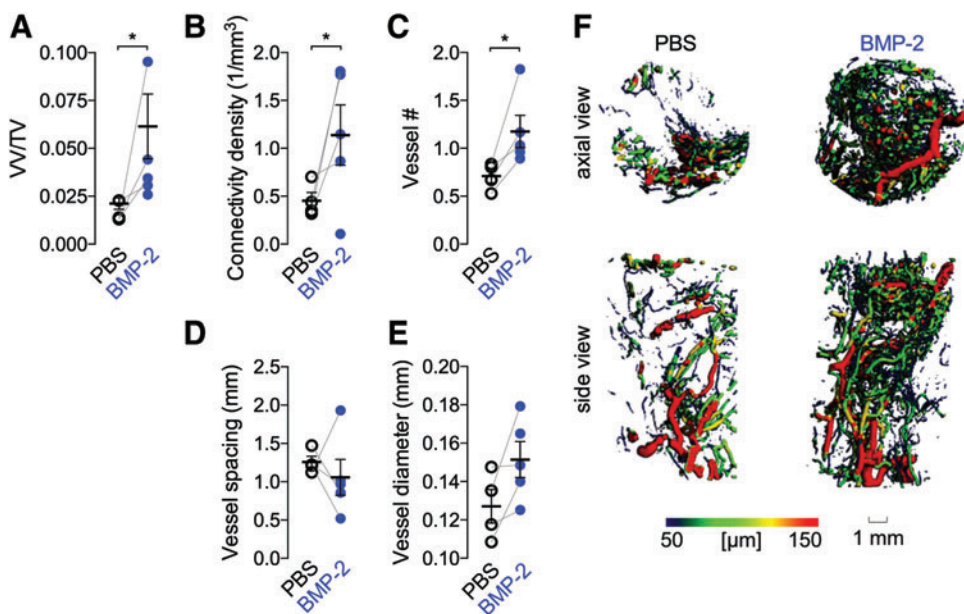 A
VV/TV
0.100
0.075
0.050
0.025
0.000
*
PBS
BMP-2
B
Connectivity density (1/mm³)
2.0
1.5
1.0
0.5
0.0
*
PBS
BMP-2
C
Vessel #
2.0
1.5
1.0
0.5
0.0
*
PBS
BMP-2
D
Vessel spacing (mm)
2.5
2.0
1.5
1.0
0.5
0.0
PBS
BMP-2
E
Vessel diameter (mm)
0.20
0.18
0.16
0.14
0.12
0.10
PBS
BMP-2
F
PBS
BMP-2
axial view
side view
50
[µm]
150
1 mm